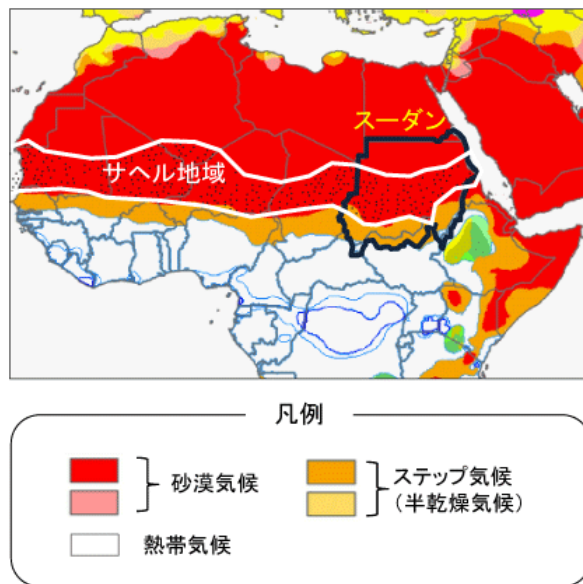 スーダン
サヘル地域
凡例
砂漠気候
ステップ気候
(半乾燥気候)
熱帯気候